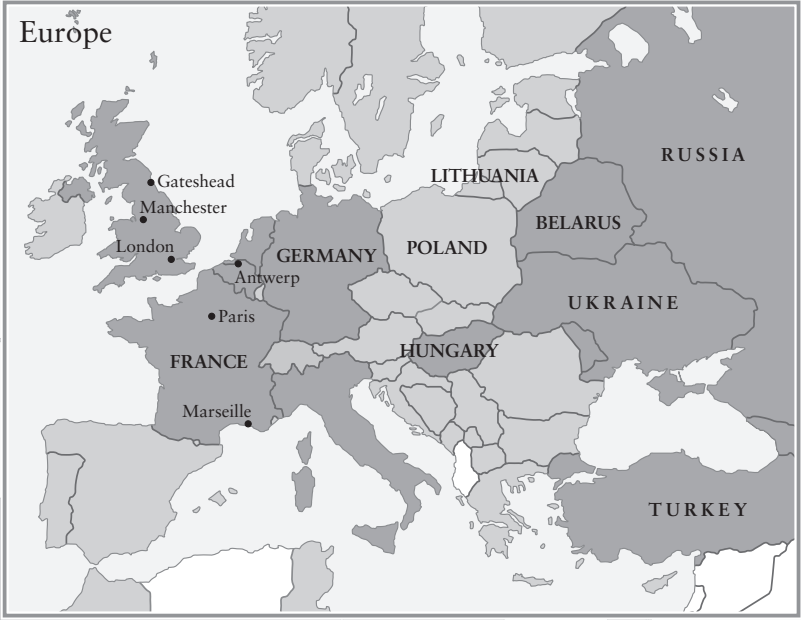 Europe
RUSSIA
LITHUANIA
Gateshead
Manchester
BELARUS
London
POLAND
GERMANY
Antwerp
UKRAINE
Paris
HUNGARY
FRANCE
Marseille
TURKEY